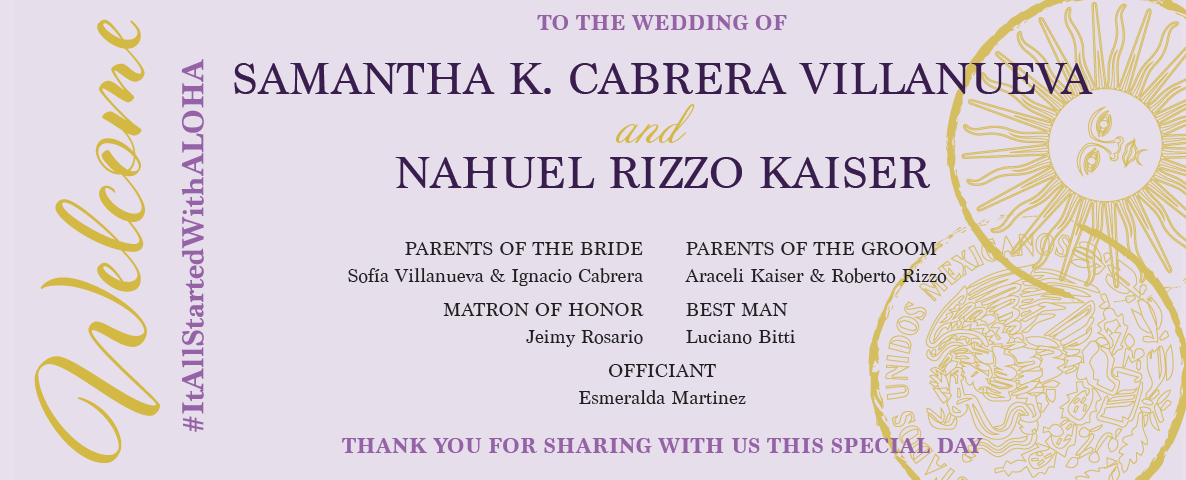 Welcome
#ItAllStartedWithALOHA
TO THE WEDDING OF
SAMANTHA K. CABRERA VILLANUEVA
and
NAHUEL RIZZO KAISER
PARENTS OF THE BRIDE
Sofía Villanueva & Ignacio Cabrera
PARENTS OF THE GROOM
Araceli Kaiser & Roberto Rizzo
MATRON OF HONOR
Jeimy Rosario
BEST MAN
Luciano Bitti
OFFICIANT
Esmeralda Martinez
THANK YOU FOR SHARING WITH US THIS SPECIAL DAY
UNIDOS MEXICANOS